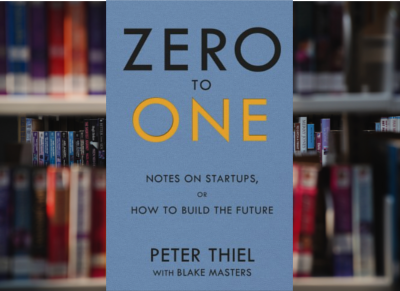 ZERO
TO
ONE
NOTES ON STARTUPS,
OR
HOW TO BUILD THE FUTURE
PETER THIEL
WITH BLAKE MASTERS